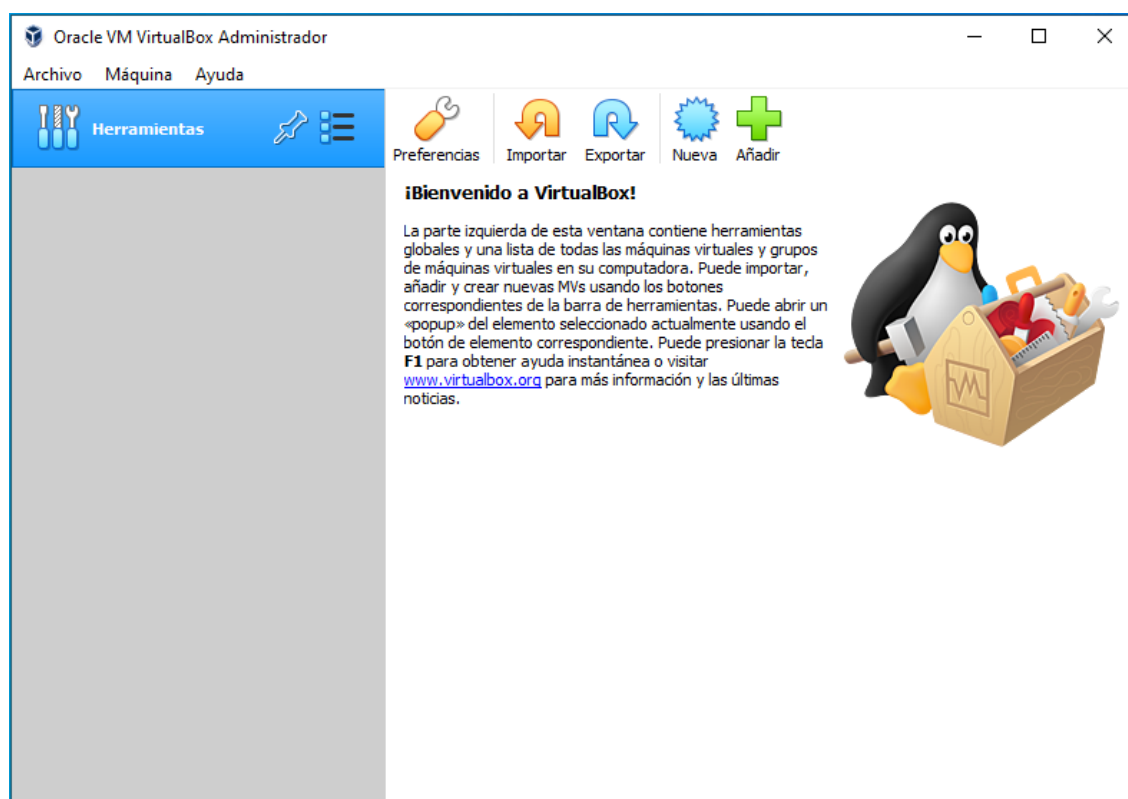 Oracle VM VirtualBox Administrador
Archivo Máquina Ayuda
Herramientas
Preferencias Importar Exportar Nueva Añadir
¡Bienvenido a VirtualBox!
La parte izquierda de esta ventana contiene herramientas
globales y una lista de todas las máquinas virtuales y grupos
de máquinas virtuales en su computadora. Puede importar,
añadir y crear nuevas MVs usando los botones
correspondientes de la barra de herramientas. Puede abrir un
«popup» del elemento seleccionado actualmente usando el
botón de elemento correspondiente. Puede presionar la tecla
F1 para obtener ayuda instantánea o visitar
www.virtualbox.org para más información y las últimas
noticias.